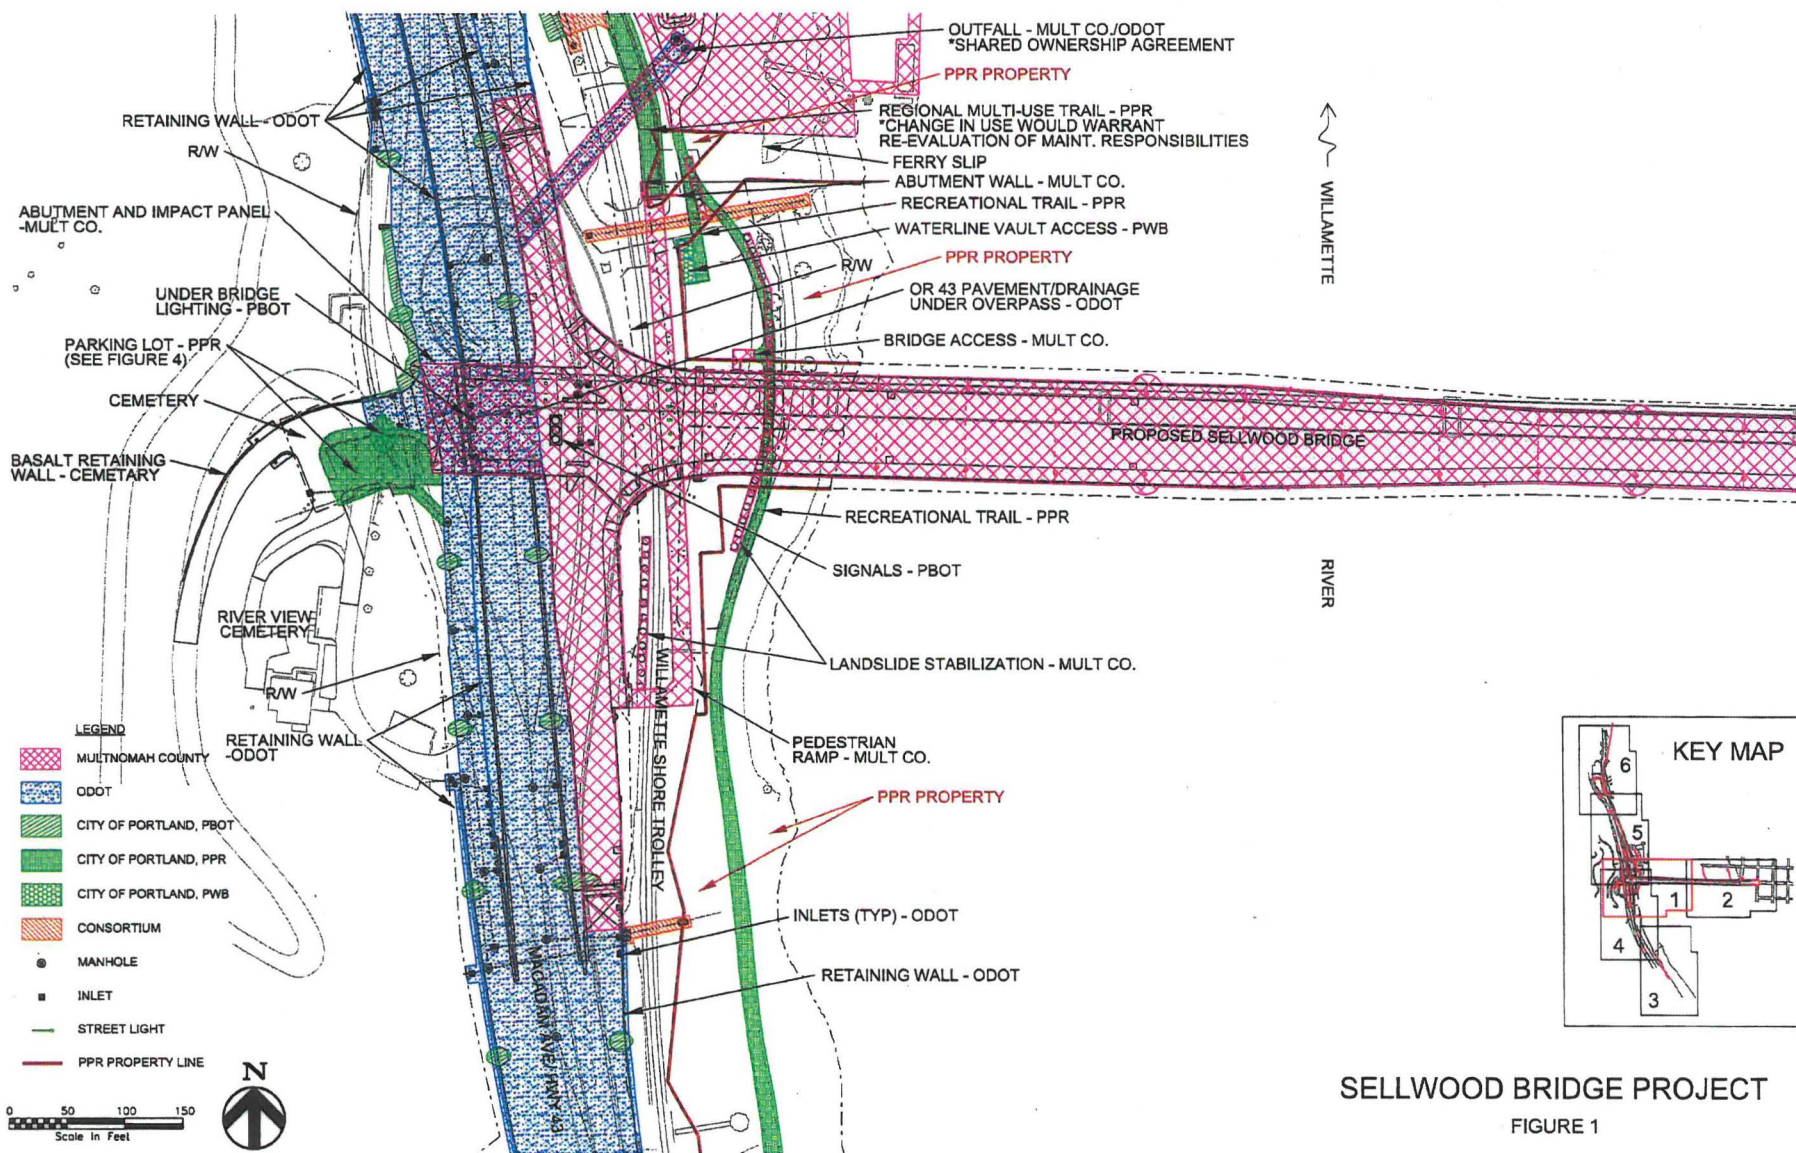 OUTFALL - MULT CO./ODOT
*SHARED OWNERSHIP AGREEMENT
PPR PROPERTY
REGIONAL MULTI-USE TRAIL - PPR
*CHANGE IN USE WOULD WARRANT
RE-EVALUATION OF MAINT. RESPONSIBILITIES
FERRY SLIP
ABUTMENT WALL - MULT CO.
RECREATIONAL TRAIL - PPR
WATERLINE VAULT ACCESS - PWB
PPR PROPERTY
R/W
OR 43 PAVEMENT/DRAINAGE
UNDER OVERPASS - ODOT
BRIDGE ACCESS - MULT CO.
PROPOSED SELLWOOD BRIDGE
RECREATIONAL TRAIL - PPR
SIGNALS - PBOT
LANDSLIDE STABILIZATION - MULT CO.
PEDESTRIAN
RAMP - MULT CO.
PPR PROPERTY
INLETS (TYP) - ODOT
RETAINING WALL - ODOT
WILLAMETTE
RIVER
RETAINING WALL - ODOT
R/W
ABUTMENT AND IMPACT PANEL
-MULT CO.
UNDER BRIDGE
LIGHTING - PBOT
PARKING LOT - PPR
(SEE FIGURE 4)
CEMETERY
BASALT RETAINING
WALL - CEMETARY
RIVER VIEW
CEMETERY
R/W
RETAINING WALL
-ODOT
WILLAMETTE SHORE TROLLEY
MACADAM AVE/HWY 43
LEGEND
MULTNOMAH COUNTY
ODOT
CITY OF PORTLAND, PBOT
CITY OF PORTLAND, PPR
CITY OF PORTLAND, PWB
CONSORTIUM
MANHOLE
INLET
STREET LIGHT
PPR PROPERTY LINE
0 50 100 150
Scale In Feet
N
KEY MAP
6
5
1
2
4
3
SELLWOOD BRIDGE PROJECT
FIGURE 1